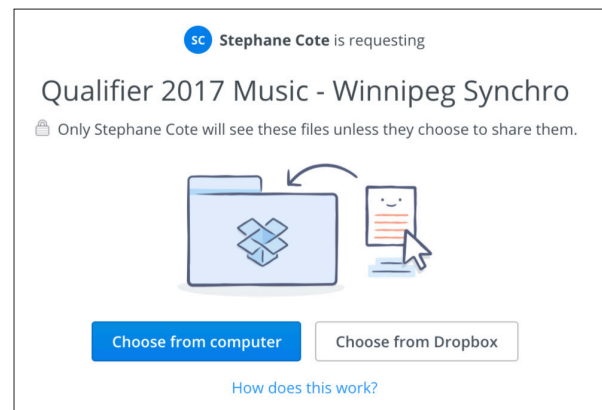 SC Stephane Cote is requesting
Qualifier 2017 Music - Winnipeg Synchro
Only Stephane Cote will see these files unless they choose to share them.
Choose from computer Choose from Dropbox
How does this work?